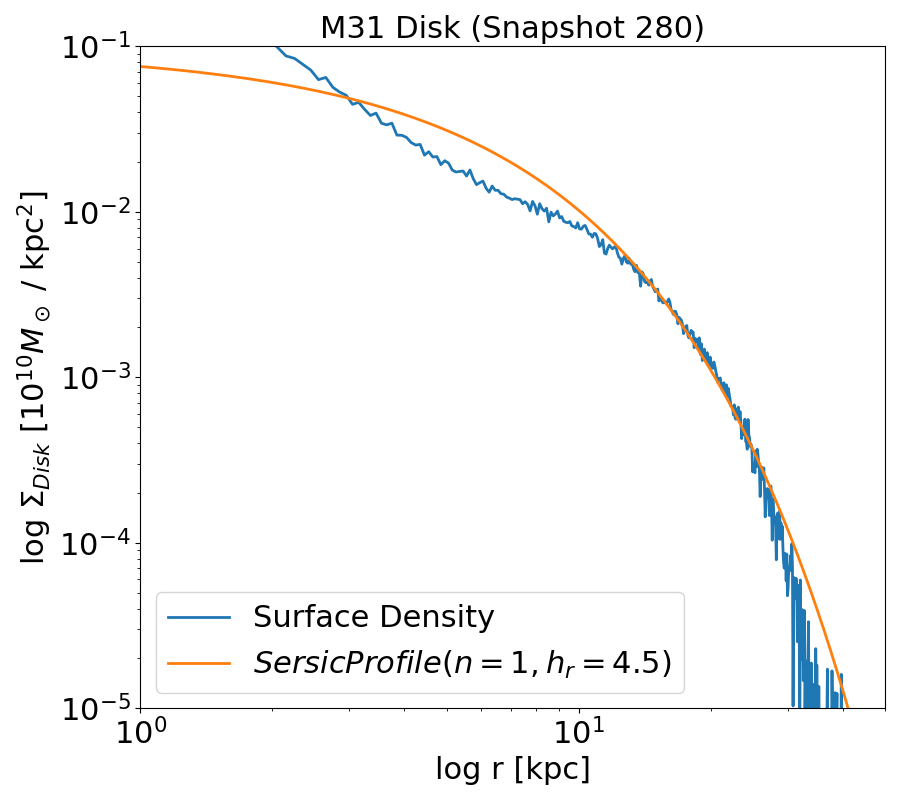 M31 Disk (Snapshot 280)
log Σ_Disk [10^10 M_⊙ / kpc^2]
10^-1
10^-2
10^-3
10^-4
10^-5
Surface Density
SersicProfile(n = 1, h_r = 4.5)
10^0
10^1
log r [kpc]